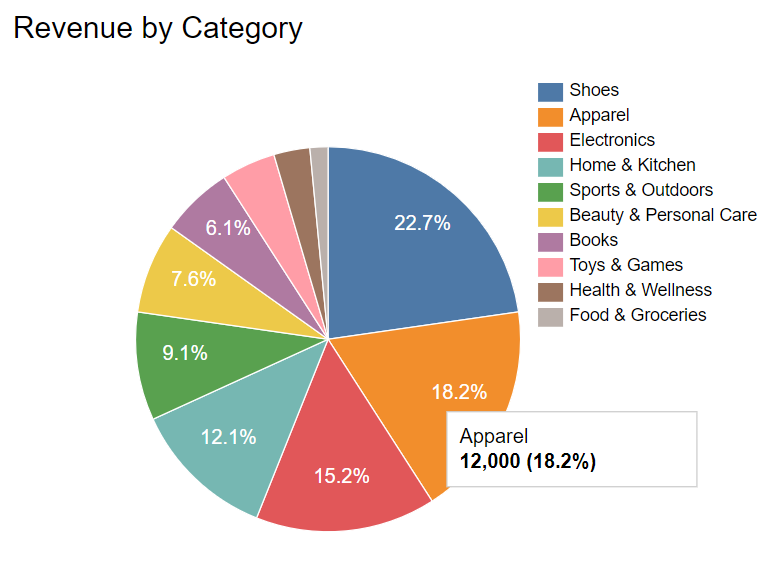 Revenue by Category
Shoes
Apparel
Electronics
Home & Kitchen
Sports & Outdoors
Beauty & Personal Care
Books
Toys & Games
Health & Wellness
Food & Groceries
22.7%
18.2%
15.2%
12.1%
9.1%
7.6%
6.1%
Apparel
12,000 (18.2%)